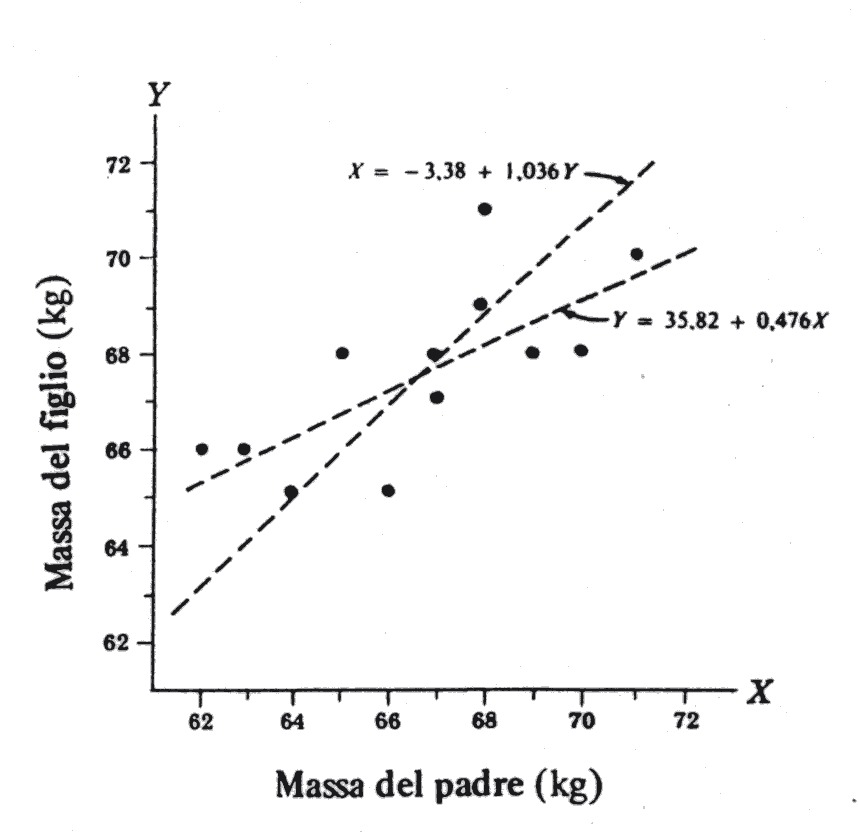 Y
72
X = −3,38 + 1,036Y
70
Y = 35,82 + 0,476X
68
66
64
62
Massa del figlio (kg)
X
62 64 66 68 70 72
Massa del padre (kg)